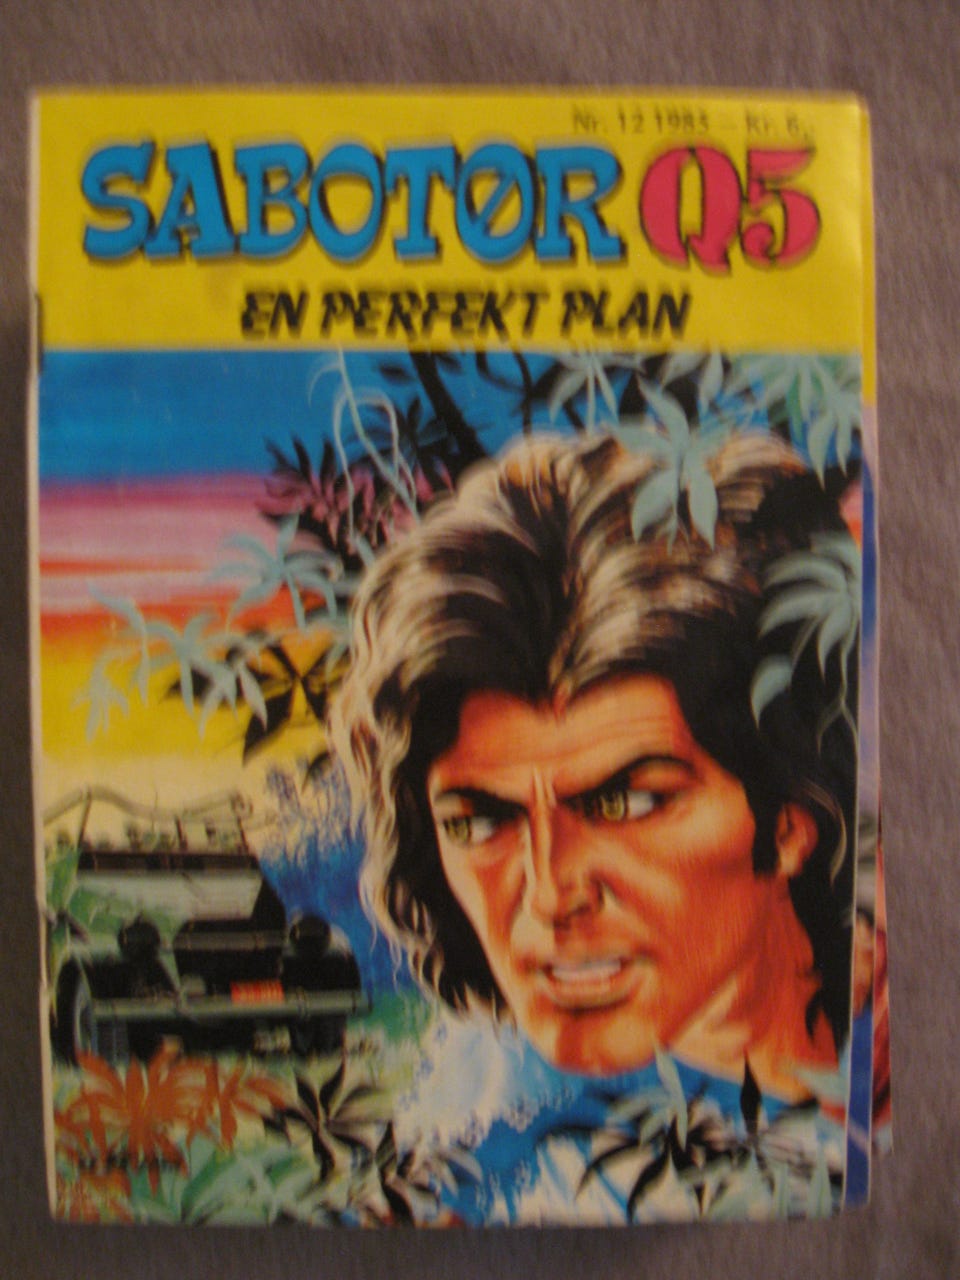 Nr. 12 1983 – Kr. 6,-
SABOTØR Q5
EN PERFEKT PLAN